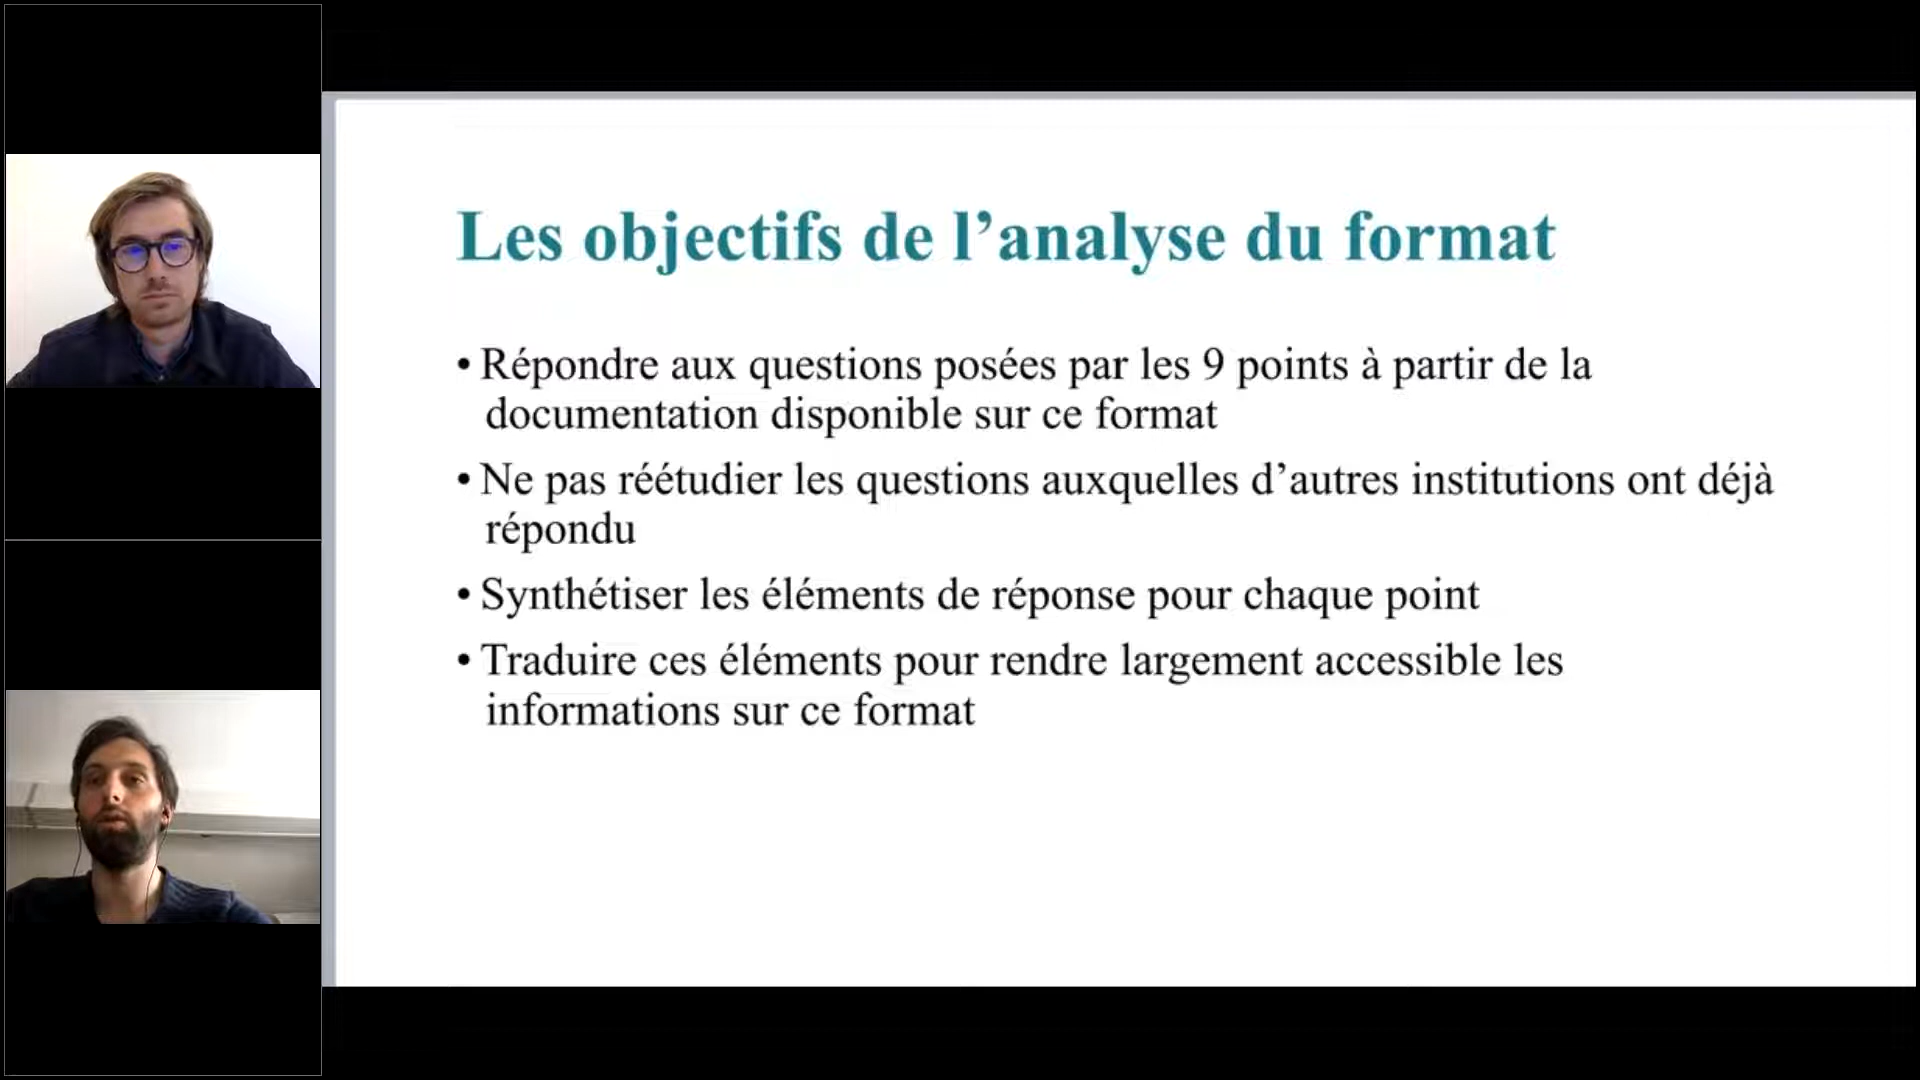 Les objectifs de l’analyse du format
• Répondre aux questions posées par les 9 points à partir de la
documentation disponible sur ce format
• Ne pas réétudier les questions auxquelles d’autres institutions ont déjà
répondu
• Synthétiser les éléments de réponse pour chaque point
• Traduire ces éléments pour rendre largement accessible les
informations sur ce format